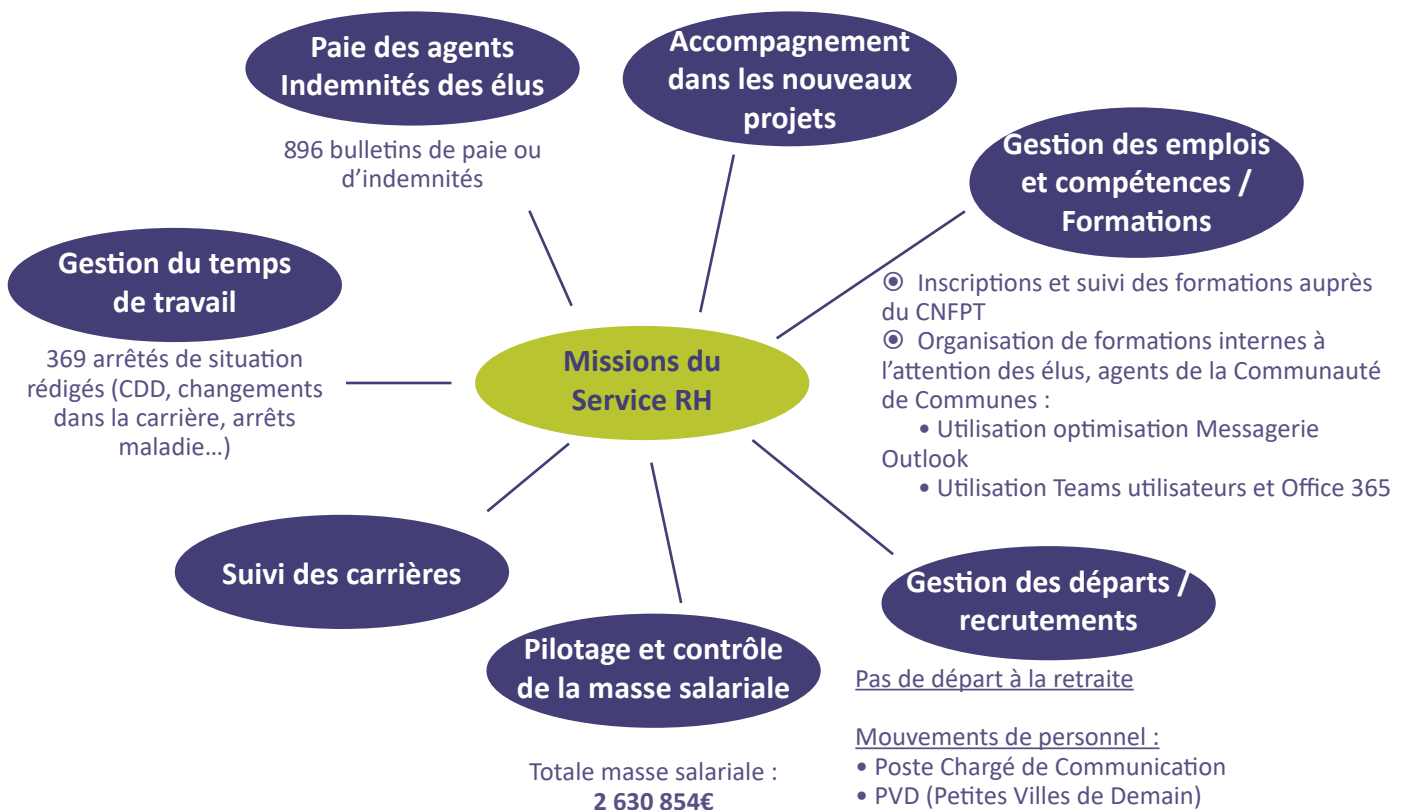 Paie des agents
Indemnités des élus
896 bulletins de paie ou
d'indemnités
Accompagnement
dans les nouveaux
projets
Gestion des emplois
et compétences /
Formations
◉ Inscriptions et suivi des formations auprès
du CNFPT
◉ Organisation de formations internes à
l'attention des élus, agents de la Communauté
de Communes :
• Utilisation optimisation Messagerie
Outlook
• Utilisation Teams utilisateurs et Office 365
Gestion du temps
de travail
369 arrêtés de situation
rédigés (CDD, changements
dans la carrière, arrêts
maladie...)
Missions du
Service RH
Suivi des carrières
Pilotage et contrôle
de la masse salariale
Totale masse salariale :
2 630 854€
Gestion des départs /
recrutements
Pas de départ à la retraite
Mouvements de personnel :
• Poste Chargé de Communication
• PVD (Petites Villes de Demain)